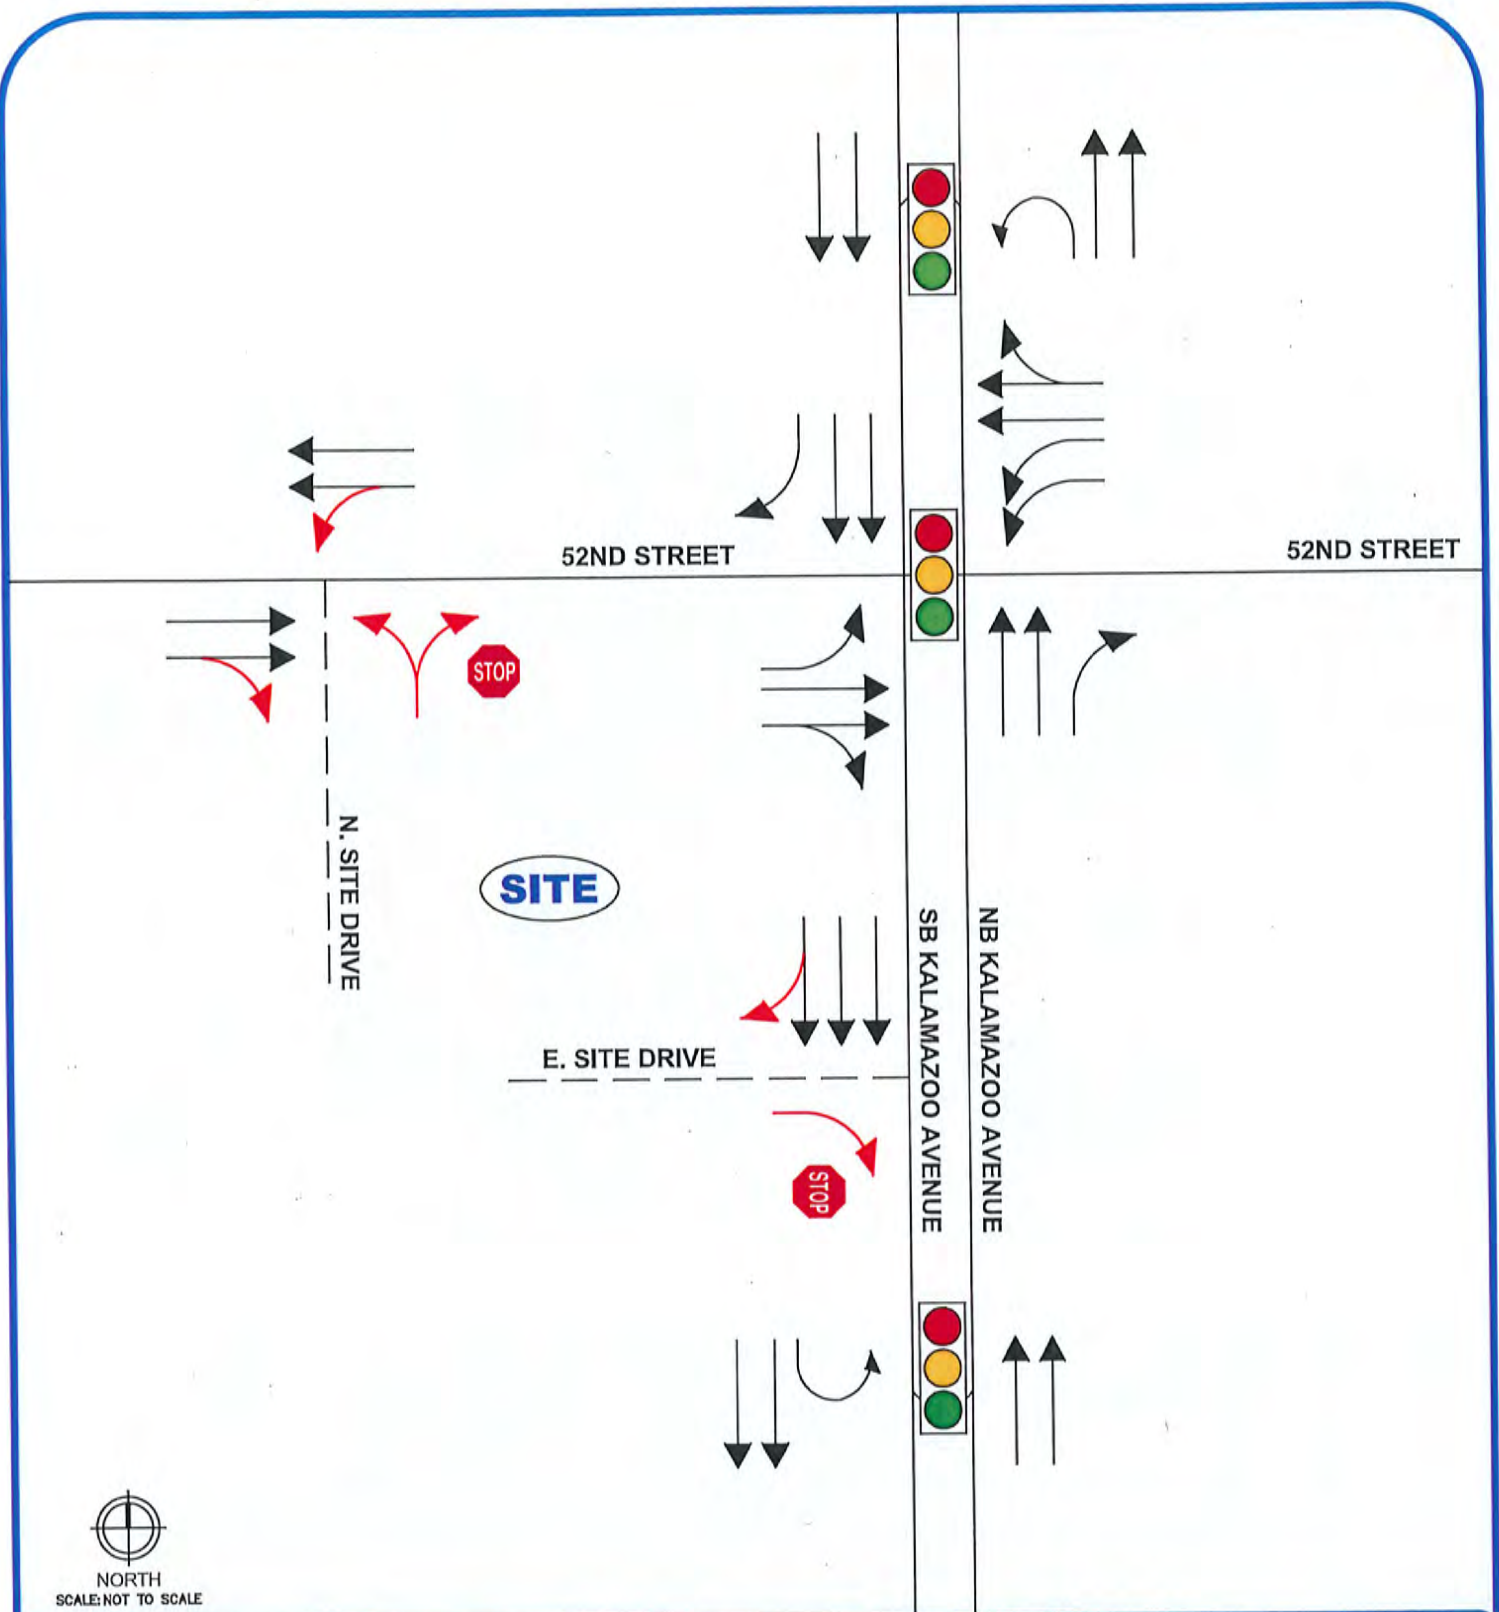 52ND STREET
52ND STREET
STOP
N. SITE DRIVE
SITE
SB KALAMAZOO AVENUE
NB KALAMAZOO AVENUE
E. SITE DRIVE
STOP
NORTH
SCALE:NOT TO SCALE